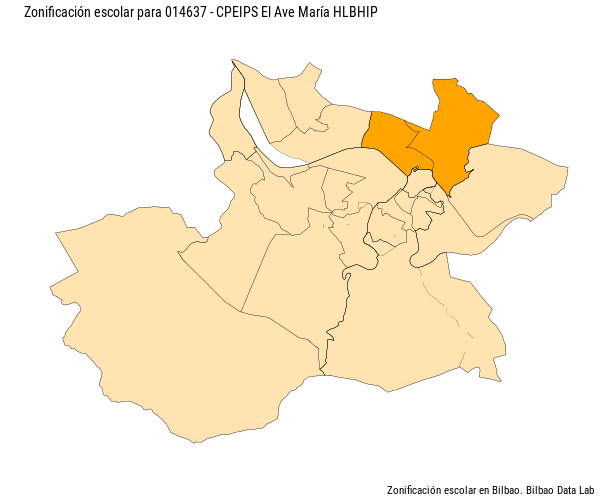 Zonificación escolar para 014637 - CPEIPS El Ave María HLBHIP
Zonificación escolar en Bilbao. Bilbao Data Lab